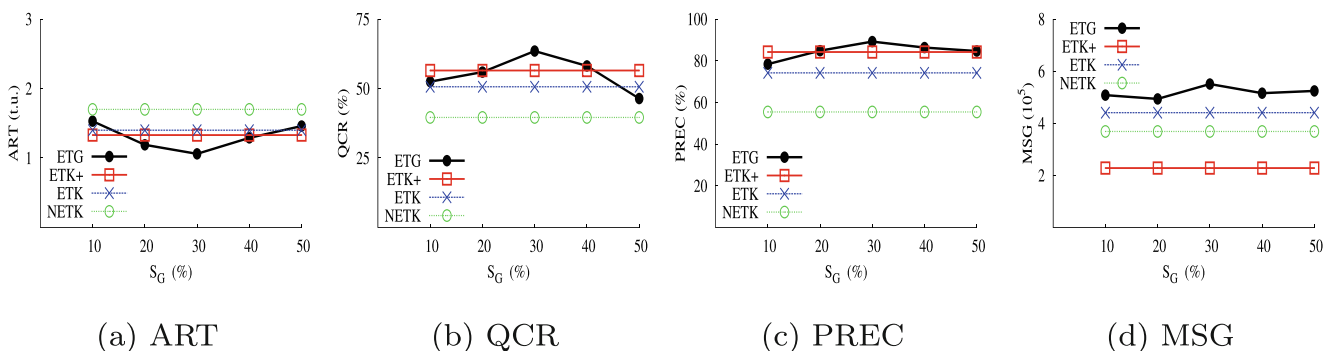 3
2
1
ART (t.u.)
ETG
ETK+
ETK
NETK
10 20 30 40 50
S_G (%)
(a) ART
75
50
25
QCR (%)
ETG
ETK+
ETK
NETK
10 20 30 40 50
S_G (%)
(b) QCR
100
80
60
40
20
PREC (%)
ETG
ETK+
ETK
NETK
10 20 30 40 50
S_G (%)
(c) PREC
8
6
4
2
MSG (10^5)
ETG
ETK+
ETK
NETK
10 20 30 40 50
S_G (%)
(d) MSG